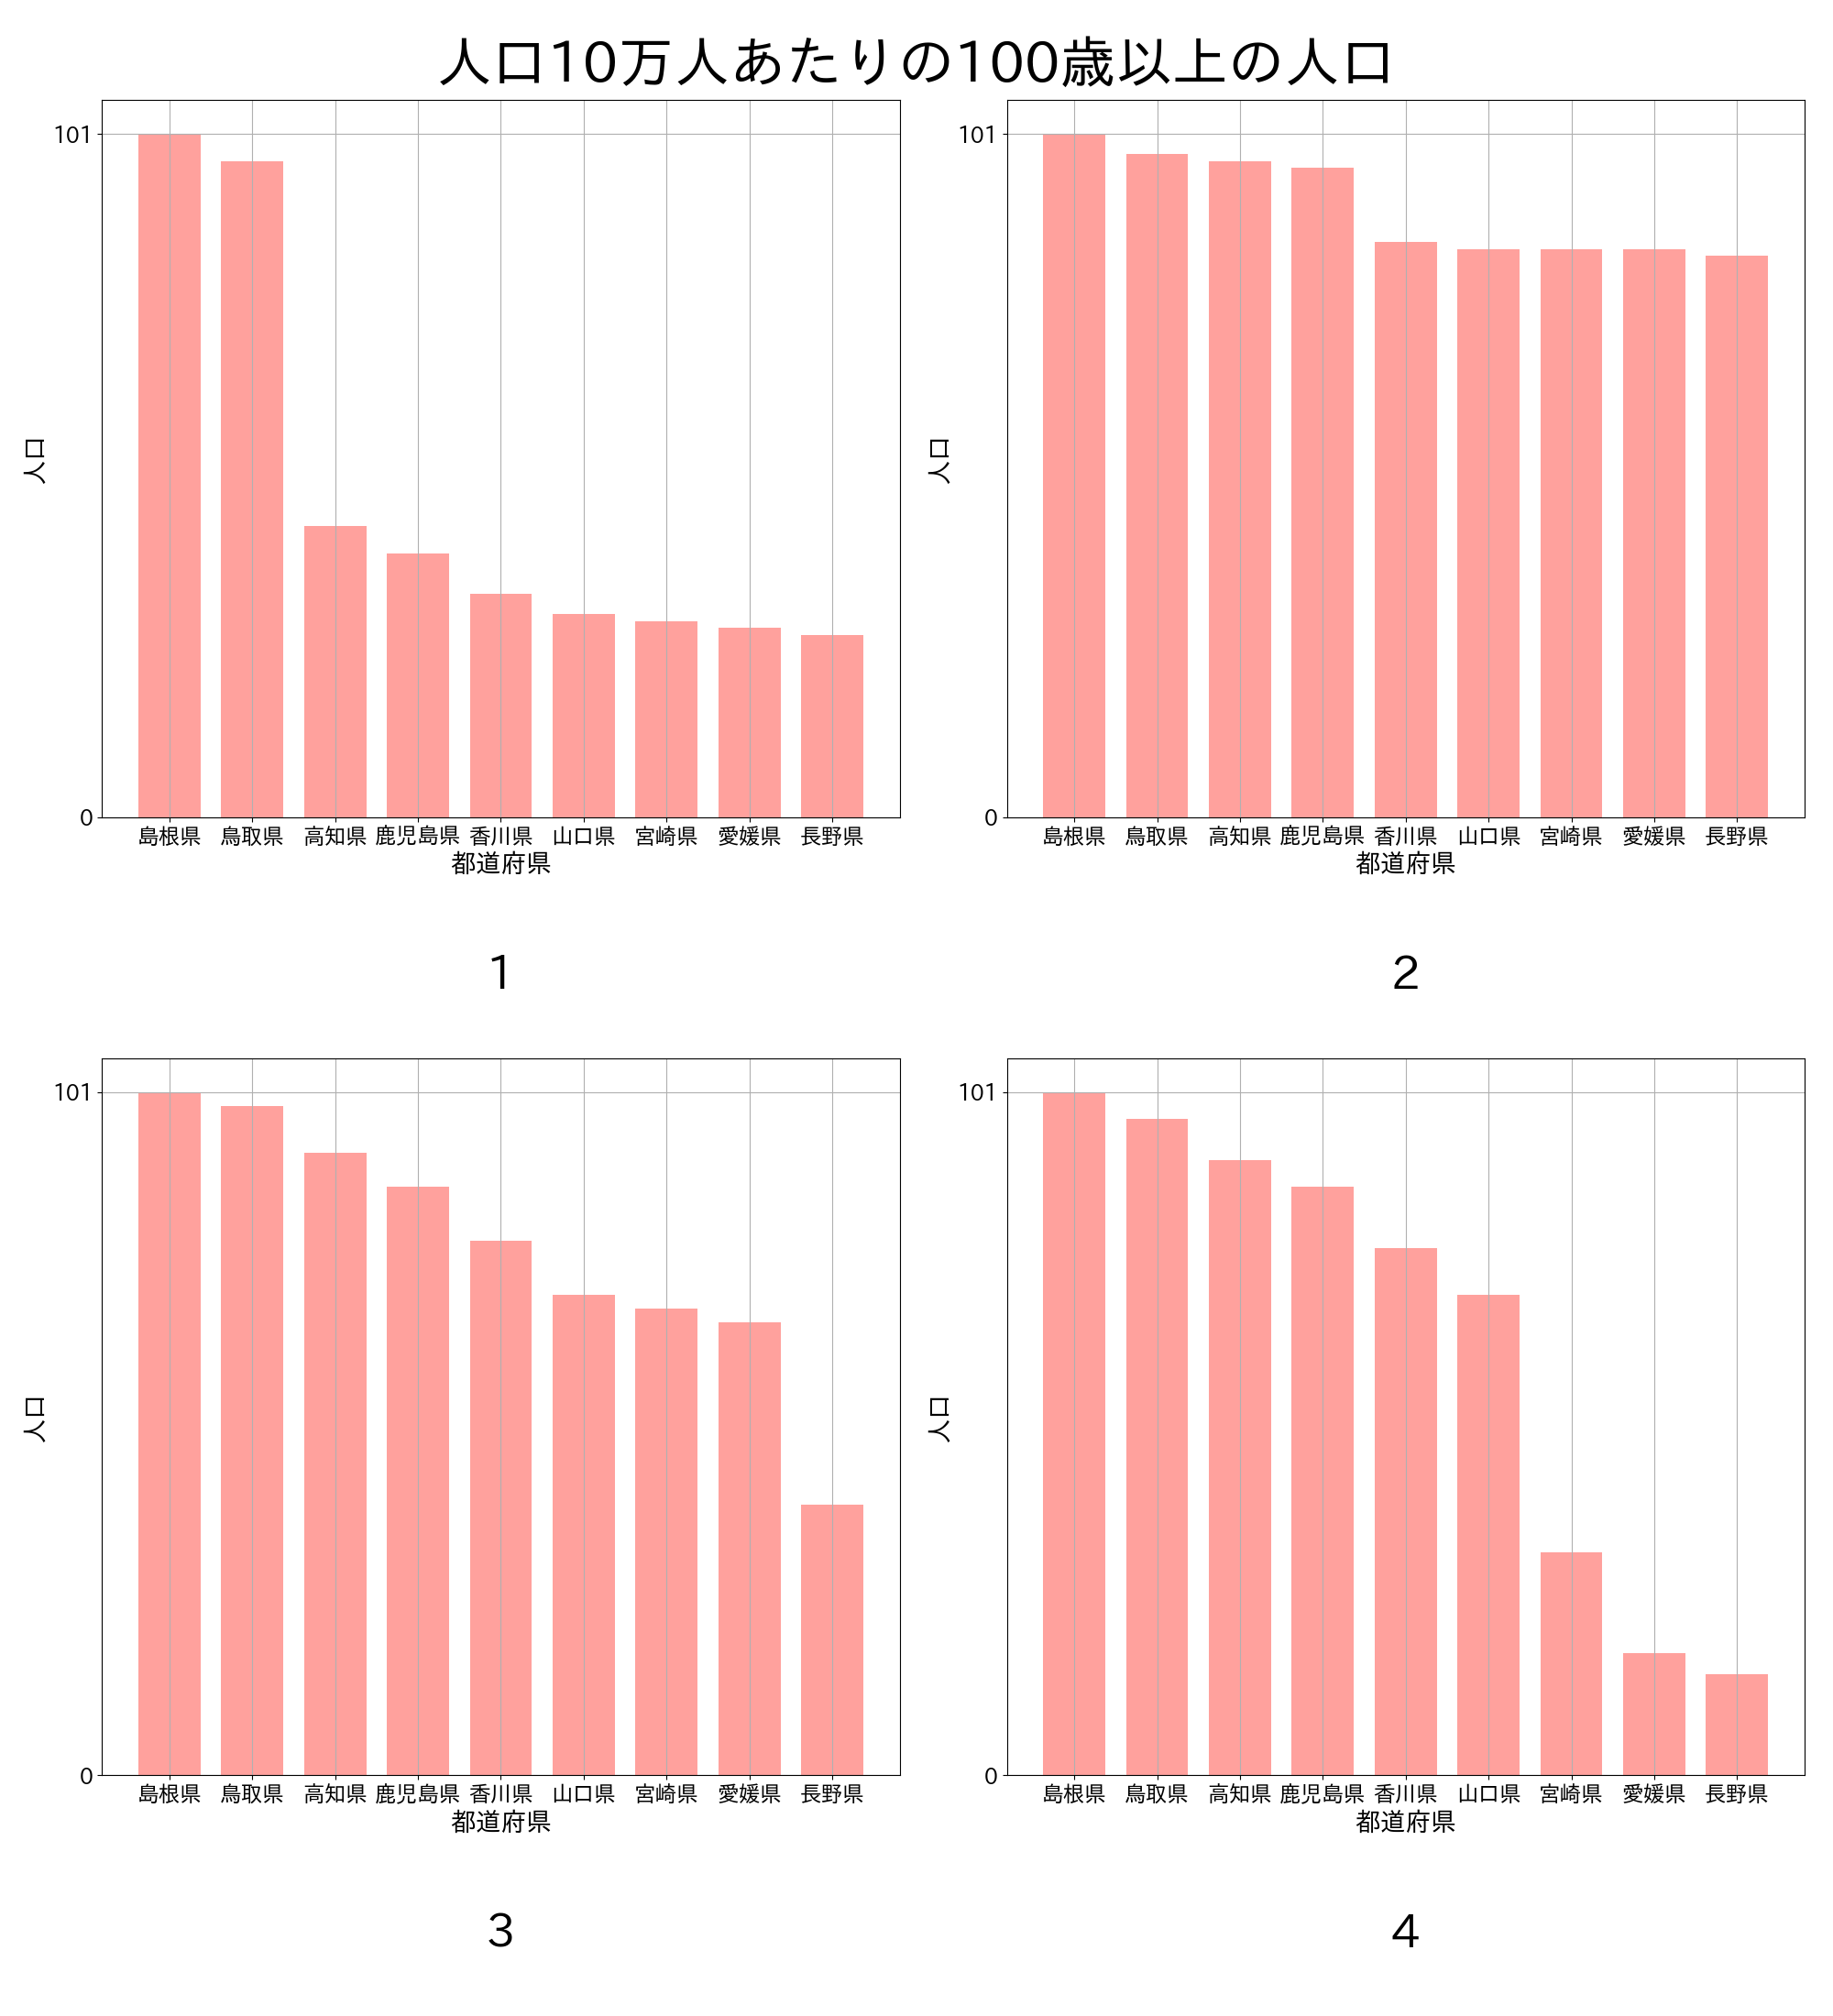 人口10万人あたりの100歳以上の人口
101
0
人口
島根県 鳥取県 高知県 鹿児島県 香川県 山口県 宮崎県 愛媛県 長野県
都道府県
1
101
0
人口
島根県 鳥取県 高知県 鹿児島県 香川県 山口県 宮崎県 愛媛県 長野県
都道府県
2
101
0
人口
島根県 鳥取県 高知県 鹿児島県 香川県 山口県 宮崎県 愛媛県 長野県
都道府県
3
101
0
人口
島根県 鳥取県 高知県 鹿児島県 香川県 山口県 宮崎県 愛媛県 長野県
都道府県
4